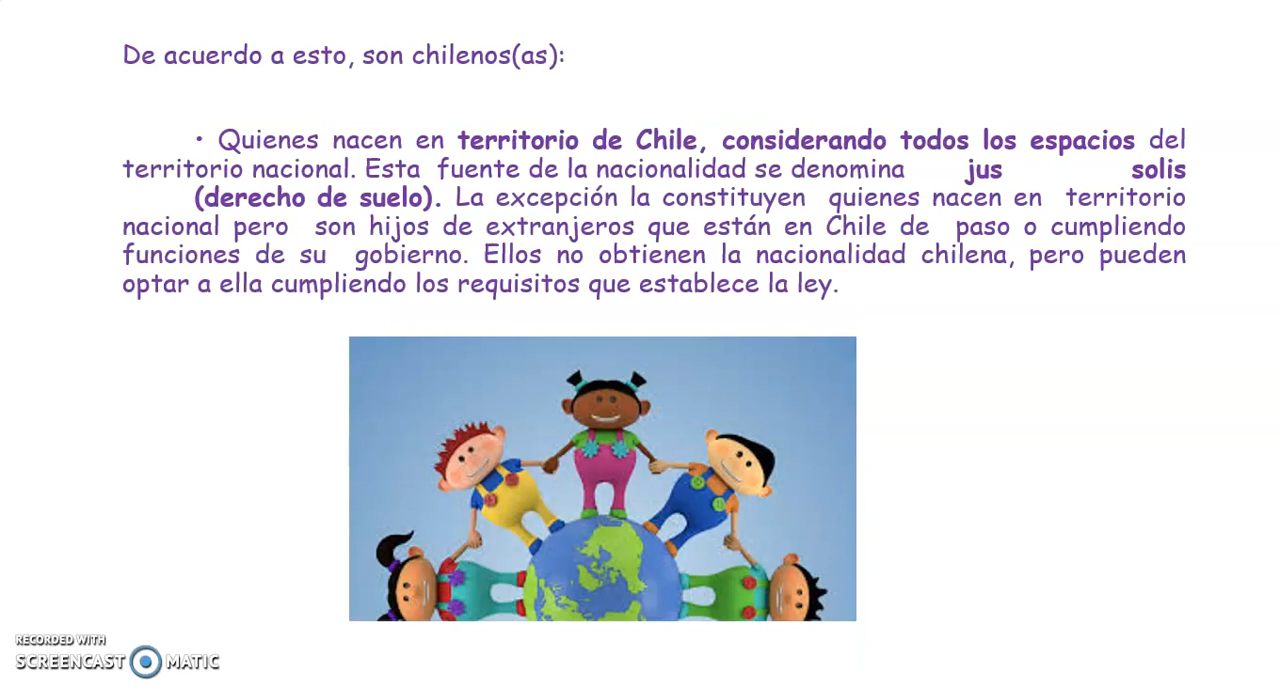 De acuerdo a esto, son chilenos(as):
• Quienes nacen en territorio de Chile, considerando todos los espacios del
territorio nacional. Esta fuente de la nacionalidad se denomina jus solis
(derecho de suelo). La excepción la constituyen quienes nacen en territorio
nacional pero son hijos de extranjeros que están en Chile de paso o cumpliendo
funciones de su gobierno. Ellos no obtienen la nacionalidad chilena, pero pueden
optar a ella cumpliendo los requisitos que establece la ley.
RECORDED WITH
SCREENCAST MATIC